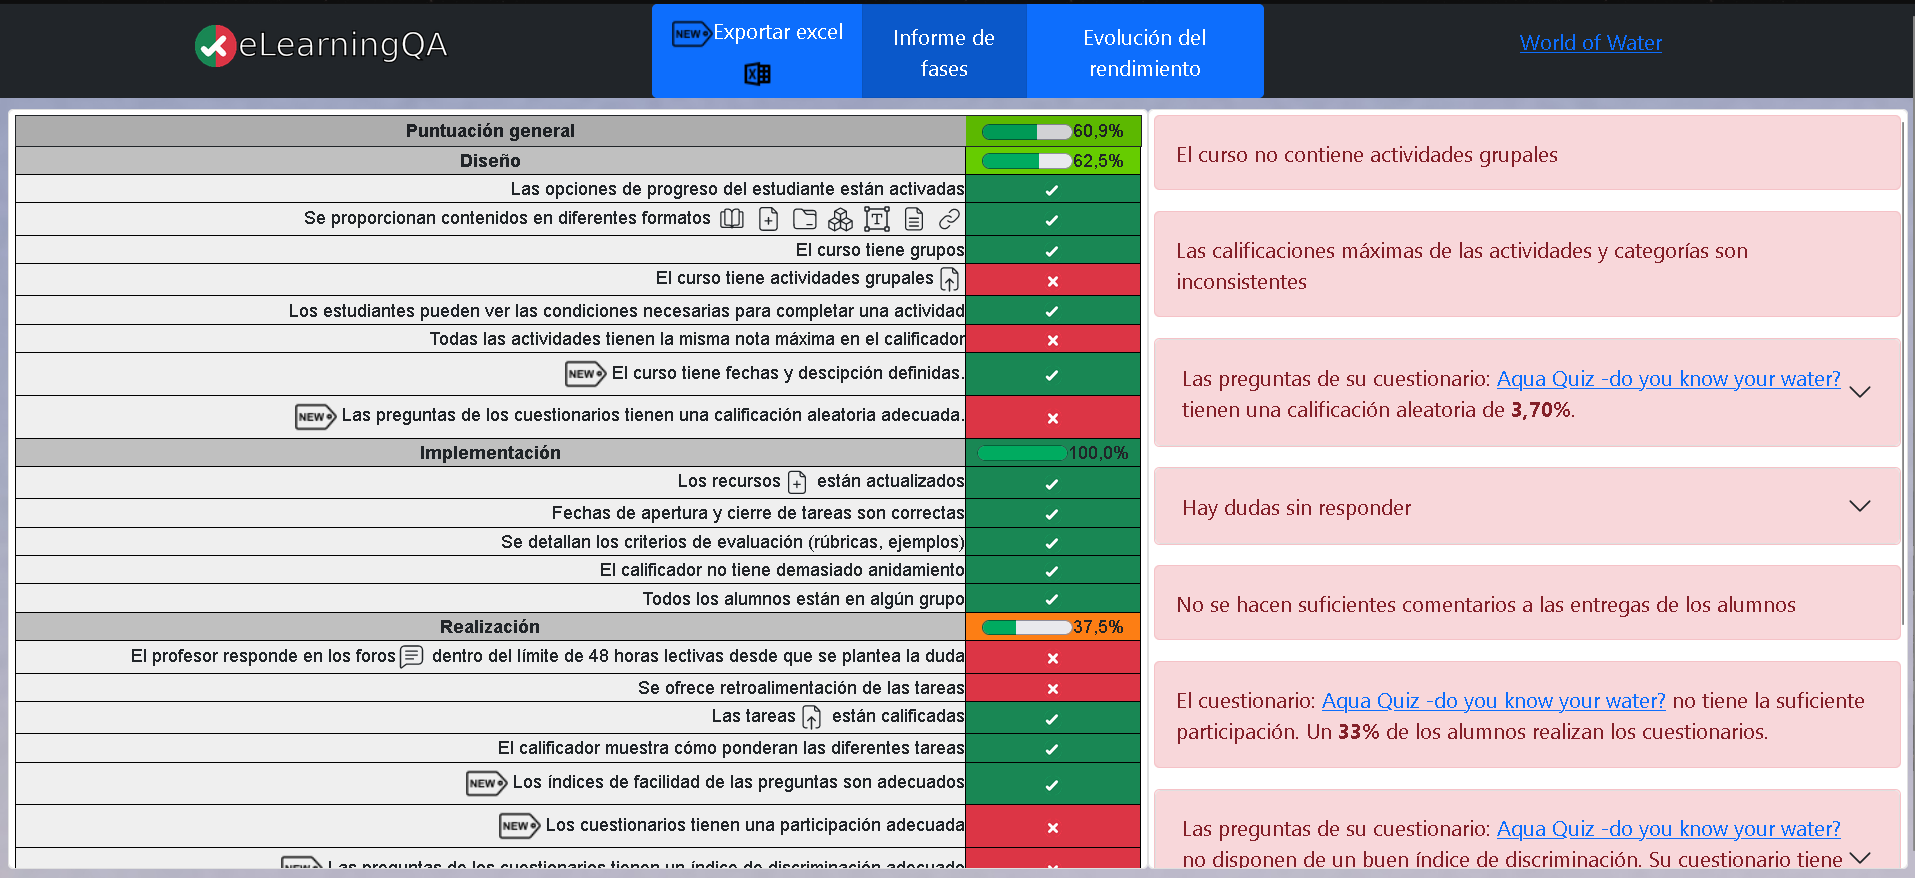 eLearningQA
NEW Exportar excel
Informe de
fases
Evolución del
rendimiento
World of Water
Puntuación general 60,9%
Diseño 62,5%
Las opciones de progreso del estudiante están activadas
Se proporcionan contenidos en diferentes formatos
El curso tiene grupos
El curso tiene actividades grupales
Los estudiantes pueden ver las condiciones necesarias para completar una actividad
Todas las actividades tienen la misma nota máxima en el calificador
NEW El curso tiene fechas y descipción definidas.
NEW Las preguntas de los cuestionarios tienen una calificación aleatoria adecuada.
Implementación 100,0%
Los recursos están actualizados
Fechas de apertura y cierre de tareas son correctas
Se detallan los criterios de evaluación (rúbricas, ejemplos)
El calificador no tiene demasiado anidamiento
Todos los alumnos están en algún grupo
Realización 37,5%
El profesor responde en los foros dentro del límite de 48 horas lectivas desde que se plantea la duda
Se ofrece retroalimentación de las tareas
Las tareas están calificadas
El calificador muestra cómo ponderan las diferentes tareas
NEW Los índices de facilidad de las preguntas son adecuados
NEW Los cuestionarios tienen una participación adecuada
NEW Las preguntas de los cuestionarios tienen un índice de discriminación adecuado
El curso no contiene actividades grupales
Las calificaciones máximas de las actividades y categorías son
inconsistentes
Las preguntas de su cuestionario: Aqua Quiz -do you know your water?
tienen una calificación aleatoria de 3,70%.
Hay dudas sin responder
No se hacen suficientes comentarios a las entregas de los alumnos
El cuestionario: Aqua Quiz -do you know your water? no tiene la suficiente
participación. Un 33% de los alumnos realizan los cuestionarios.
Las preguntas de su cuestionario: Aqua Quiz -do you know your water?
no disponen de un buen índice de discriminación. Su cuestionario tiene